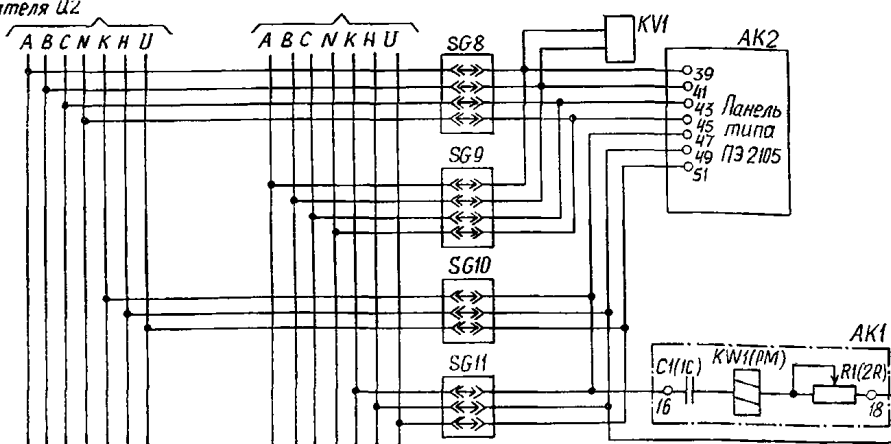 ителя U2
A B C N K H U
A B C N K H U
SG8
KV1
AK2
39
41
43
45
47
49
51
Панель
типа
ПЭ 2105
SG9
SG10
SG11
AK1
C1(1C)
KW1(РМ)
R1(2R)
16
18